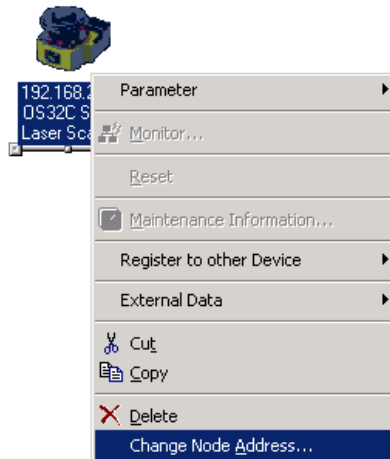 192.168.2
OS32C S
Laser Sca
Parameter
Monitor...
Reset
Maintenance Information...
Register to other Device
External Data
Cut
Copy
Delete
Change Node Address...